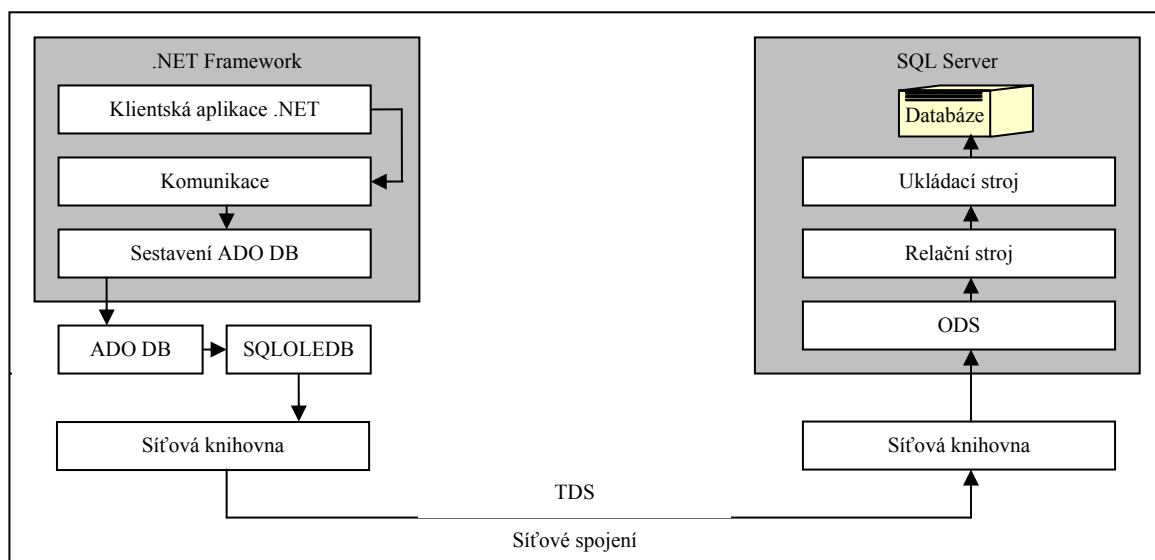 .NET Framework
Klientská aplikace .NET
Komunikace
Sestavení ADO DB
ADO DB
SQLOLEDB
Síťová knihovna
TDS
Síťové spojení
SQL Server
Databáze
Ukládací stroj
Relační stroj
ODS
Síťová knihovna